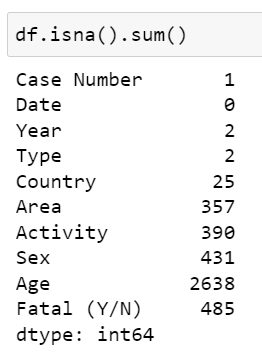 df.isna().sum()
Case Number 1
Date 0
Year 2
Type 2
Country 25
Area 357
Activity 390
Sex 431
Age 2638
Fatal (Y/N) 485
dtype: int64